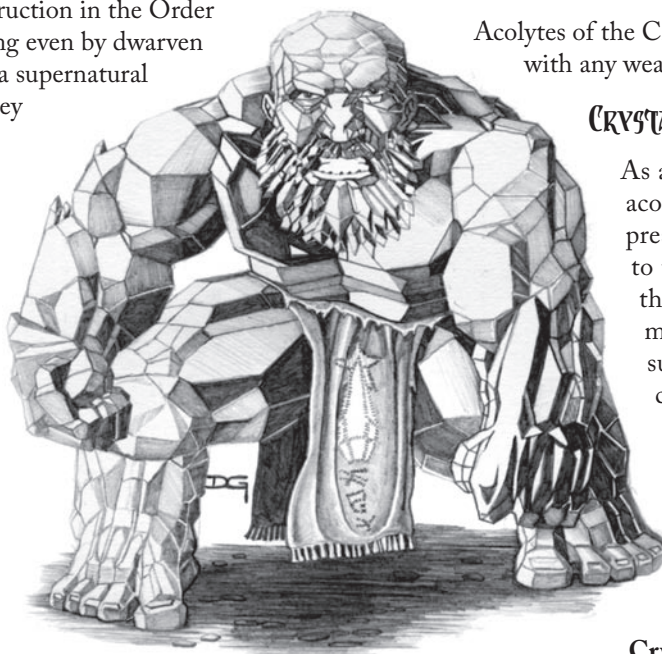 ruction in the Order
ng even by dwarven
a supernatural
ey
Acolytes of the C
with any wea
CRYSTA
As a
aco
pre
to
th
m
su
c
DG
Cr